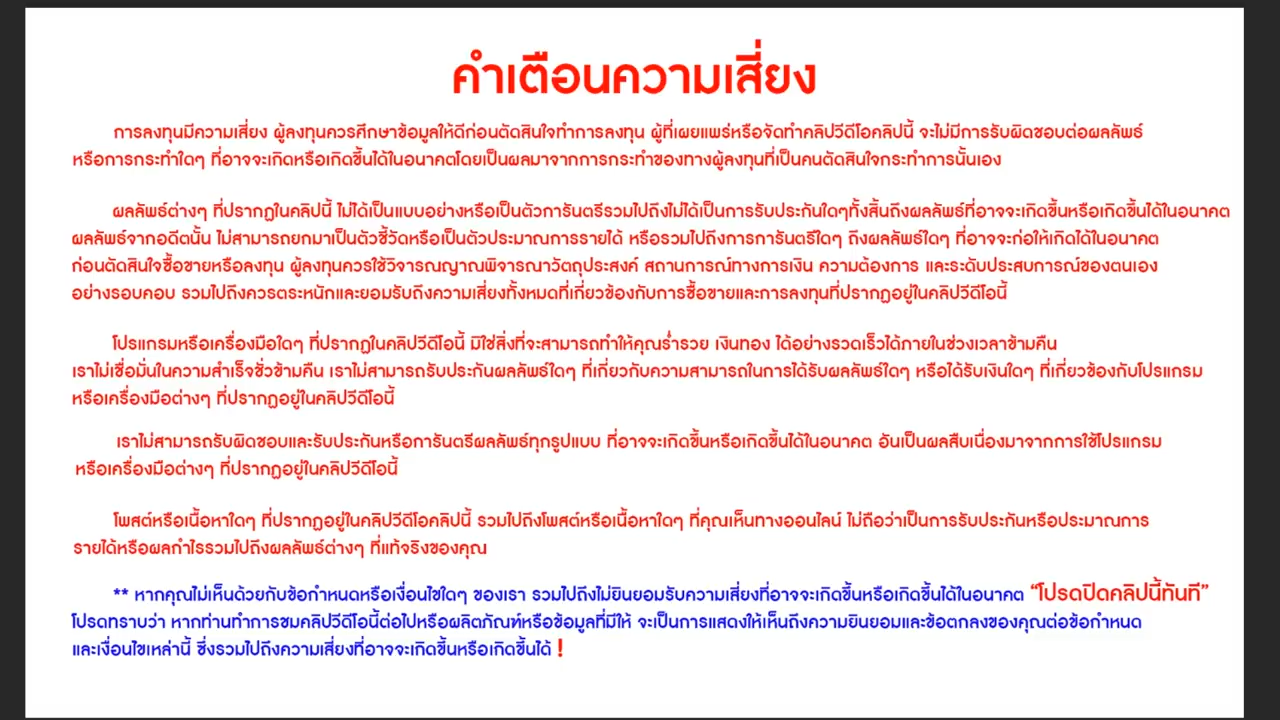 คำเตือนความเสี่ยง
การลงทุนมีความเสี่ยง ผู้ลงทุนควรศึกษาข้อมูลให้ดีก่อนตัดสินใจทำการลงทุน ผู้ที่เผยแพร่หรือจัดทำคลิปวีดีโอคลิปนี้ จะไม่มีการรับผิดชอบต่อผลลัพธ์
หรือการกระทำใดๆ ที่อาจจะเกิดหรือเกิดขึ้นได้ในอนาคตโดยเป็นผลมาจากการกระทำของทางผู้ลงทุนที่เป็นคนตัดสินใจกระทำการนั้นเอง
ผลลัพธ์ต่างๆ ที่ปรากฏในคลิปนี้ ไม่ได้เป็นแบบอย่างหรือเป็นตัวการันตรีรวมไปถึงไม่ได้เป็นการรับประกันใดๆทั้งสิ้นถึงผลลัพธ์ที่อาจจะเกิดขึ้นหรือเกิดขึ้นได้ในอนาคต
ผลลัพธ์จากอดีตนั้น ไม่สามารถยกมาเป็นตัวชี้วัดหรือเป็นตัวประมาณการรายได้ หรือรวมไปถึงการการันตรีใดๆ ถึงผลลัพธ์ใดๆ ที่อาจจะก่อให้เกิดได้ในอนาคต
ก่อนตัดสินใจซื้อขายหรือลงทุน ผู้ลงทุนควรใช้วิจารณญาณพิจารณาวัตถุประสงค์ สถานการณ์ทางการเงิน ความต้องการ และระดับประสบการณ์ของตนเอง
อย่างรอบคอบ รวมไปถึงควรตระหนักและยอมรับถึงความเสี่ยงทั้งหมดที่เกี่ยวข้องกับการซื้อขายและการลงทุนที่ปรากฏอยู่ในคลิปวีดีโอนี้
โปรแกรมหรือเครื่องมือใดๆ ที่ปรากฏในคลิปวีดีโอนี้ มิใช่สิ่งที่จะสามารถทำให้คุณร่ำรวย เงินทอง ได้อย่างรวดเร็วได้ภายในช่วงเวลาข้ามคืน
เราไม่เชื่อมั่นในความสำเร็จชั่วข้ามคืน เราไม่สามารถรับประกันผลลัพธ์ใดๆ ที่เกี่ยวกับความสามารถในการได้รับผลลัพธ์ใดๆ หรือได้รับเงินใดๆ ที่เกี่ยวข้องกับโปรแกรม
หรือเครื่องมือต่างๆ ที่ปรากฏอยู่ในคลิปวีดีโอนี้
เราไม่สามารถรับผิดชอบและรับประกันหรือการันตรีผลลัพธ์ทุกรูปแบบ ที่อาจจะเกิดขึ้นหรือเกิดขึ้นได้ในอนาคต อันเป็นผลสืบเนื่องมาจากการใช้โปรแกรม
หรือเครื่องมือต่างๆ ที่ปรากฏอยู่ในคลิปวีดีโอนี้
โพสต์หรือเนื้อหาใดๆ ที่ปรากฏอยู่ในคลิปวีดีโอคลิปนี้ รวมไปถึงโพสต์หรือเนื้อหาใดๆ ที่คุณเห็นทางออนไลน์ ไม่ถือว่าเป็นการรับประกันหรือประมาณการ
รายได้หรือผลกำไรรวมไปถึงผลลัพธ์ต่างๆ ที่แท้จริงของคุณ
** หากคุณไม่เห็นด้วยกับข้อกำหนดหรือเงื่อนไขใดๆ ของเรา รวมไปถึงไม่ยินยอมรับความเสี่ยงที่อาจจะเกิดขึ้นหรือเกิดขึ้นได้ในอนาคต “โปรดปิดคลิปนี้ทันที”
โปรดทราบว่า หากท่านทำการชมคลิปวีดีโอนี้ต่อไปหรือผลิตภัณฑ์หรือข้อมูลที่มีให้ จะเป็นการแสดงให้เห็นถึงความยินยอมและข้อตกลงของคุณต่อข้อกำหนด
และเงื่อนไขเหล่านี้ ซึ่งรวมไปถึงความเสี่ยงที่อาจจะเกิดขึ้นหรือเกิดขึ้นได้ !